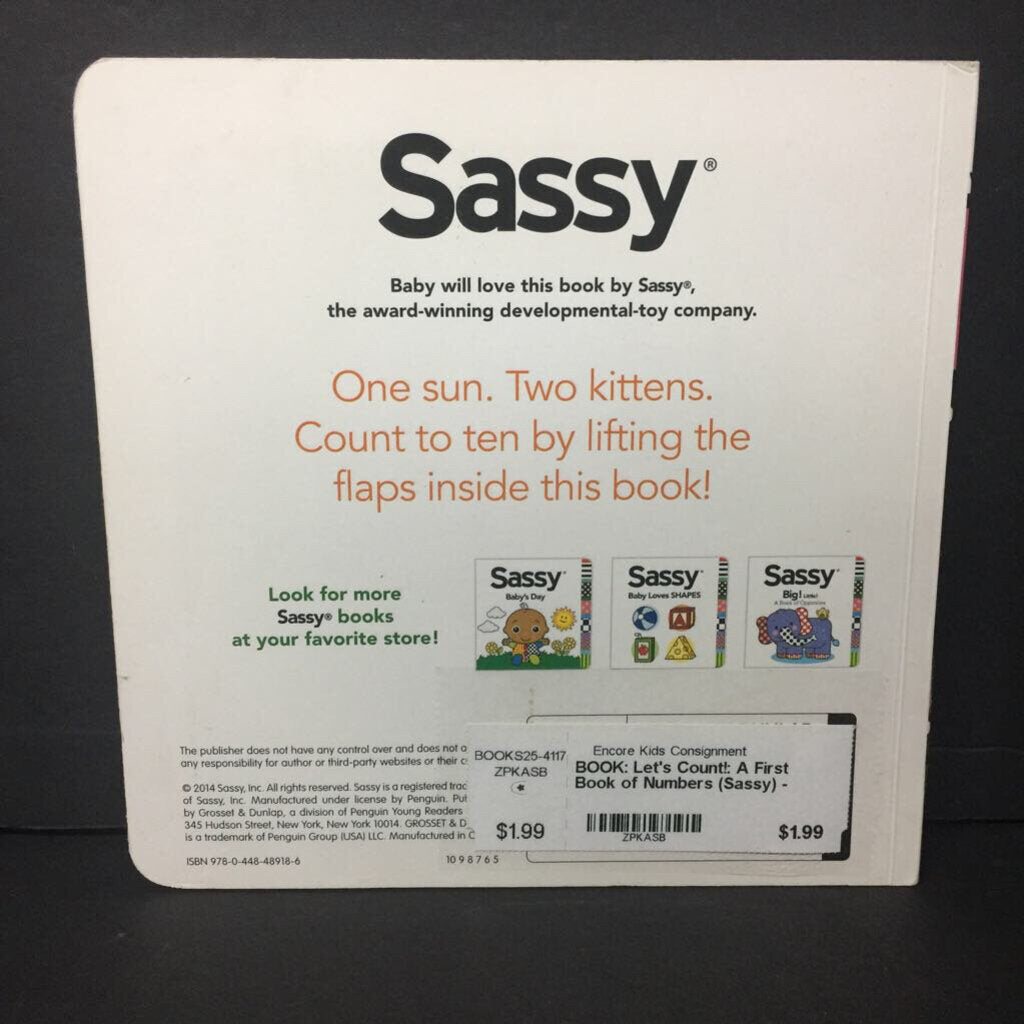 Sassy®
Baby will love this book by Sassy®,
the award-winning developmental-toy company.
One sun. Two kittens.
Count to ten by lifting the
flaps inside this book!
Look for more
Sassy® books
at your favorite store!
Sassy
Baby's Day
Sassy
Baby Loves SHAPES
Sassy
Big! Little!
A Book of Opposites
The publisher does not have any control over and does not a
any responsibility for author or third-party websites or their c
© 2014 Sassy, Inc. All rights reserved. Sassy is a registered trac
of Sassy, Inc. Manufactured under license by Penguin. Put
by Grosset & Dunlap, a division of Penguin Young Readers
345 Hudson Street, New York, New York 10014. GROSSET & D
is a trademark of Penguin Group (USA) LLC. Manufactured in C
ISBN 978-0-448-48918-6
10 9 8 7 6 5
BOOKS25-4117
ZPKASB
$1.99
Encore Kids Consignment
BOOK: Let's Count!: A First
Book of Numbers (Sassy) -
ZPKASB
$1.99